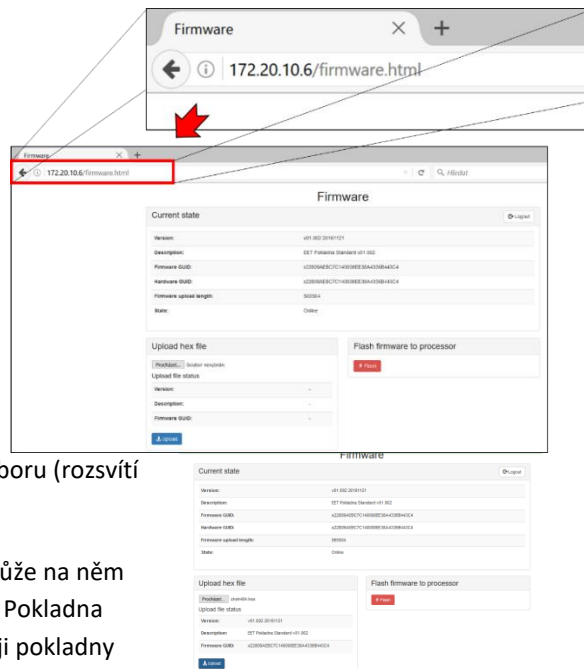 Firmware
172.20.10.6/firmware.html
Firmware
172.20.10.6/firmware.html
Hledat
Firmware
Current state
Logout
Version: v01.002 20161121
Description: EET Pokladna Standard v01.002
Firmware GUID:
Hardware GUID:
Firmware upload length:
State: Online
Upload hex file
Flash firmware to processor
Procházet... Soubor nevybrán.
Flash
Upload file status
Version: -
Description: -
Firmware GUID: -
Upload
boru (rozsvítí
ůže na něm
Pokladna
ji pokladny
Firmware
Current state
Logout
Version: v01.002 20161121
Description: EET Pokladna Standard v01.002
Firmware GUID:
Hardware GUID:
Firmware upload length:
State: Online
Upload hex file
Flash firmware to processor
Procházet...
Flash
Upload file status
Version: v01.002 20161121
Description: EET Pokladna Standard v01.002
Firmware GUID:
Upload